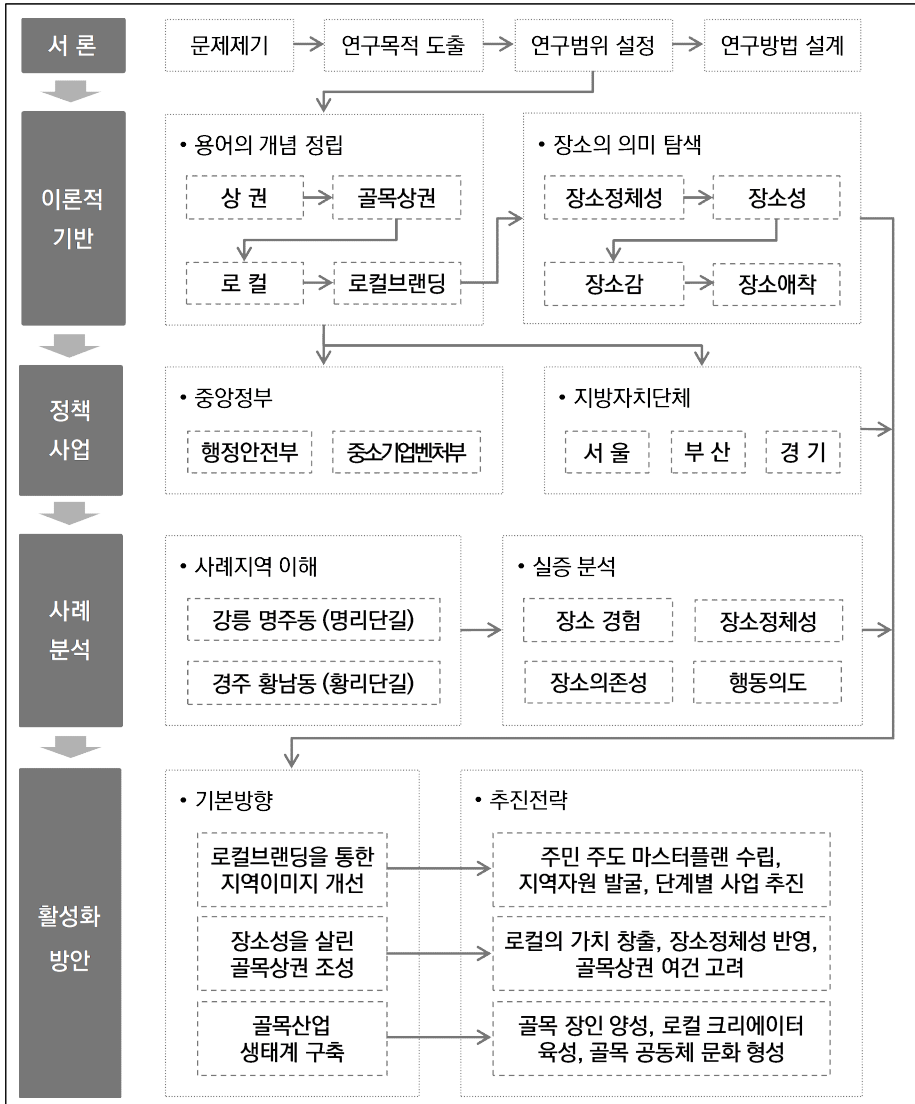 서 론
문제제기
연구목적 도출
연구범위 설정
연구방법 설계
이론적
기반
• 용어의 개념 정립
상 권
골목상권
로 컬
로컬브랜딩
• 장소의 의미 탐색
장소정체성
장소성
장소감
장소애착
정책
사업
• 중앙정부
행정안전부
중소기업벤처부
• 지방자치단체
서 울
부 산
경 기
사례
분석
• 사례지역 이해
강릉 명주동 (명리단길)
경주 황남동 (황리단길)
• 실증 분석
장소 경험
장소정체성
장소의존성
행동의도
활성화
방안
• 기본방향
로컬브랜딩을 통한
지역이미지 개선
장소성을 살린
골목상권 조성
골목산업
생태계 구축
• 추진전략
주민 주도 마스터플랜 수립,
지역자원 발굴, 단계별 사업 추진
로컬의 가치 창출, 장소정체성 반영,
골목상권 여건 고려
골목 장인 양성, 로컬 크리에이터
육성, 골목 공동체 문화 형성